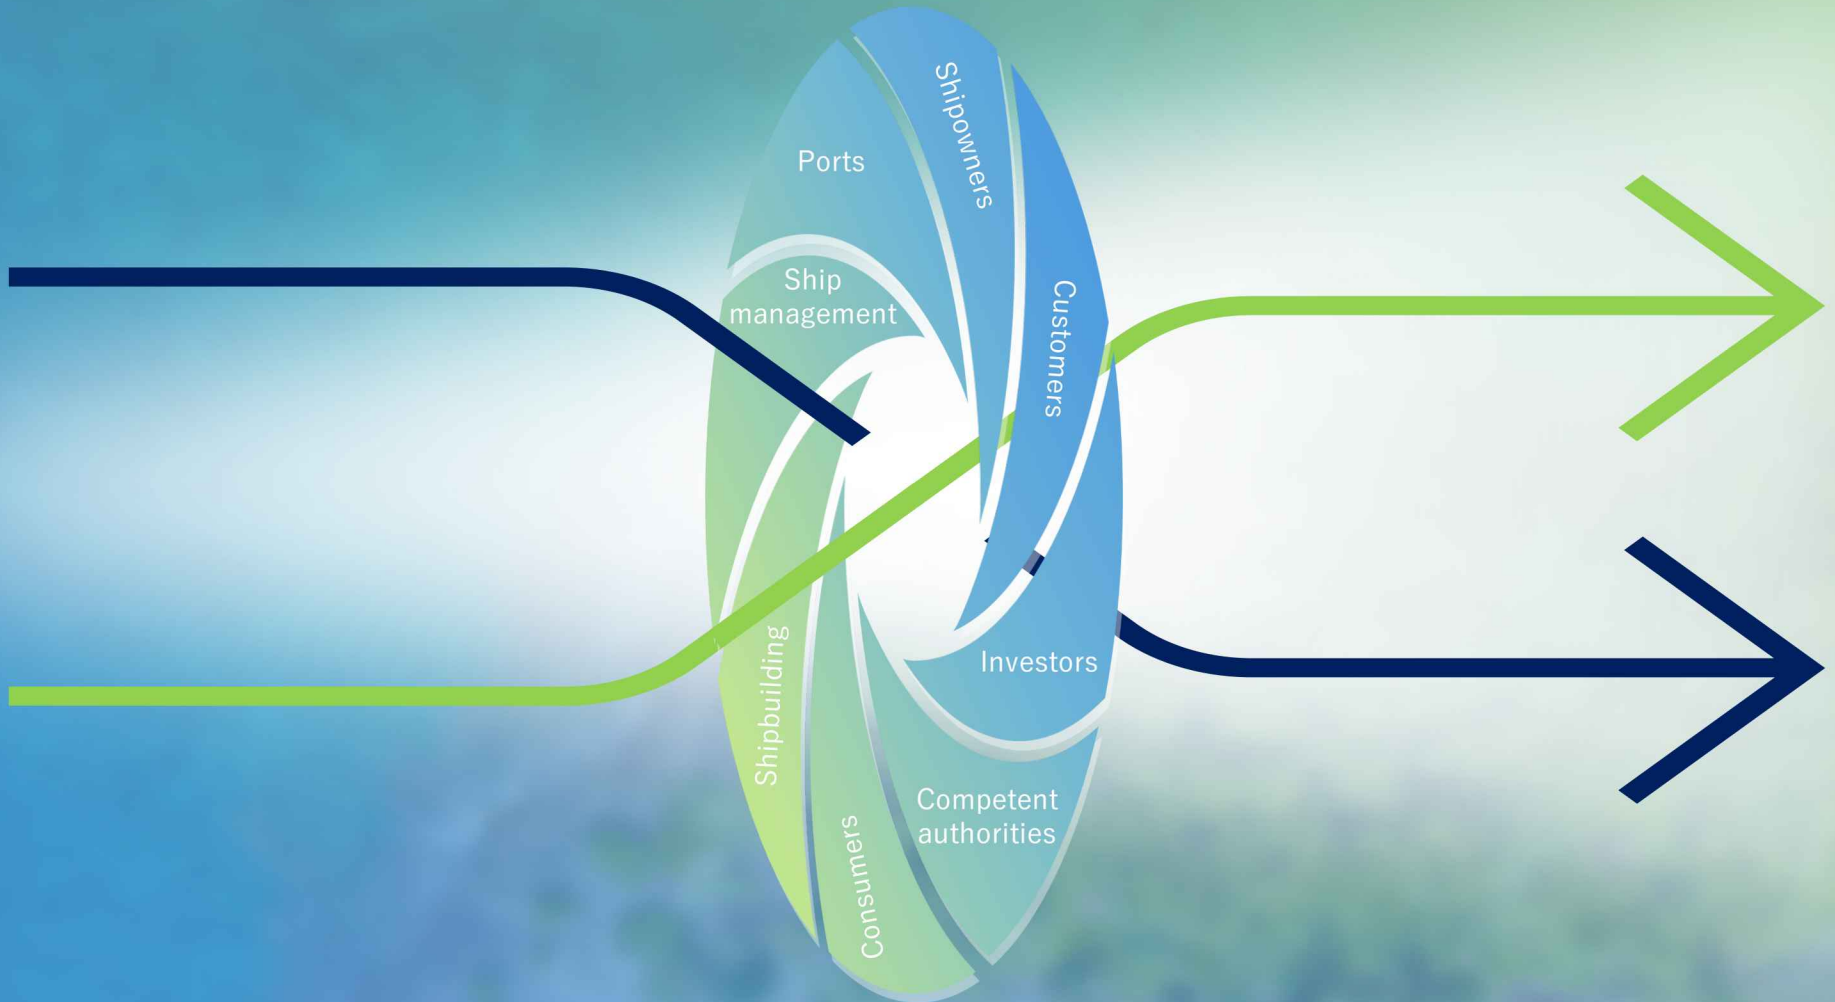 Shipowners
Ports
Ship
management
Customers
Investors
Shipbuilding
Competent
authorities
Consumers